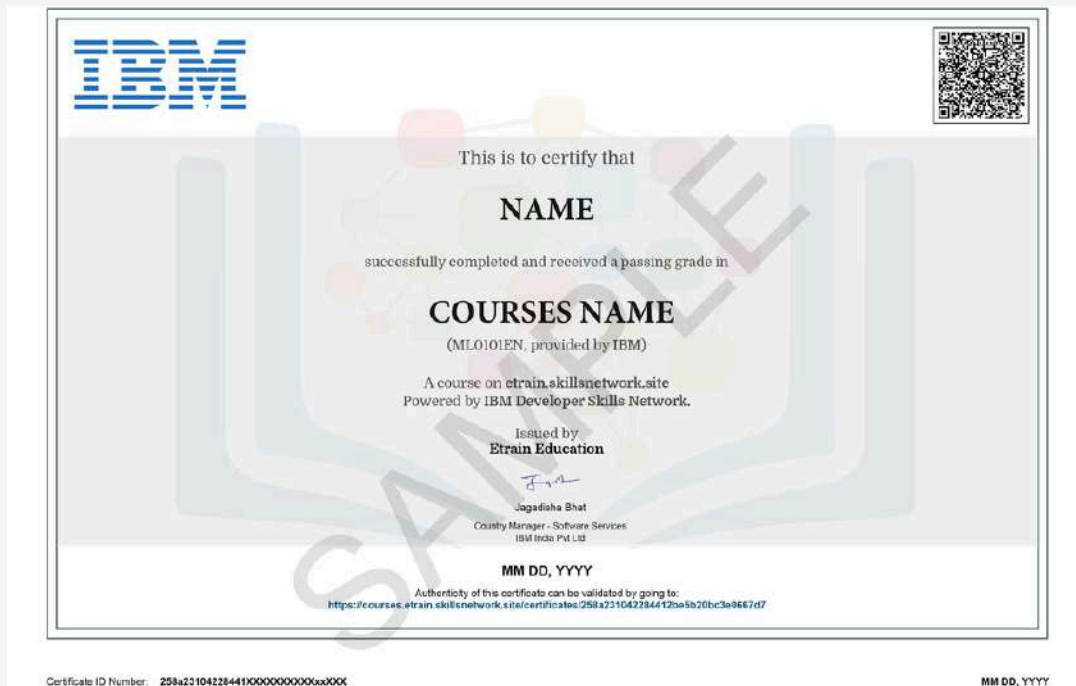 IBM
This is to certify that
NAME
successfully completed and received a passing grade in
COURSES NAME
(ML0101EN, provided by IBM)
A course on etrain.skillsnetwork.site
Powered by IBM Developer Skills Network.
Issued by
Etrain Education
Jagadisha Bhat
Country Manager - Software Services
IBM India Pvt Ltd
MM DD, YYYY
Authenticity of this certificate can be validated by going to:
SAMPLE
Certificate ID Number: 258a23104228441XXXXXXXXXXXxxXXX
MM DD, YYYY